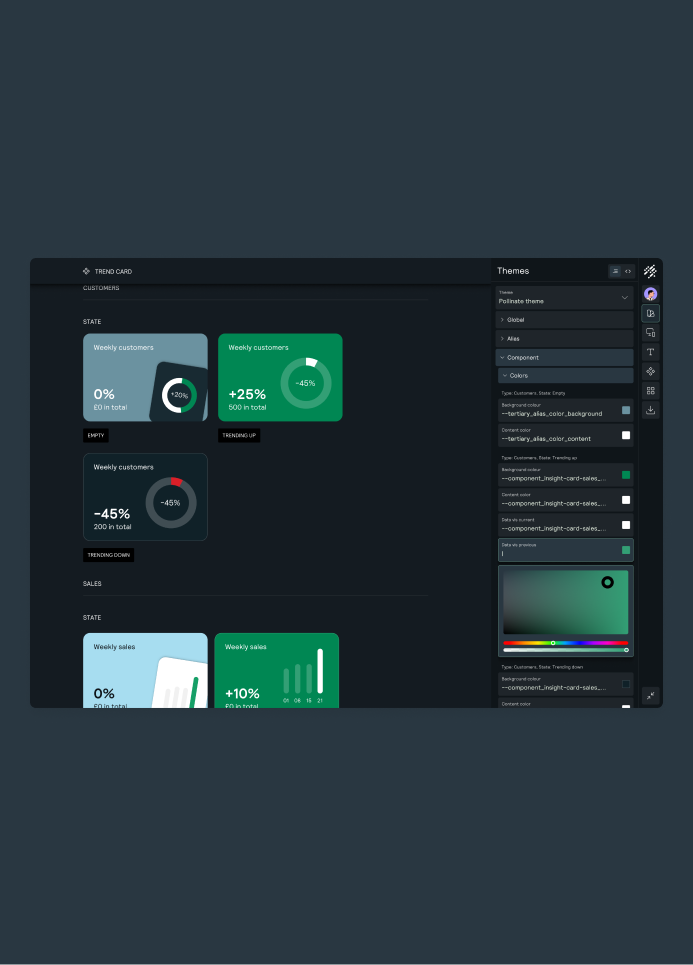 TREND CARD
CUSTOMERS
STATE
Weekly customers
0%
£0 in total
+20%
EMPTY
Weekly customers
+25%
500 in total
−45%
TRENDING UP
Weekly customers
−45%
200 in total
−45%
TRENDING DOWN
SALES
STATE
Weekly sales
0%
£0 in total
Weekly sales
+10%
£0 in total
01 08 15 21
Themes
Theme
Pollinate theme
Global
Alias
Component
Colors
Type: Customers, State: Empty
Background colour
--tertiary_alias_color_background
Content color
--tertiary_alias_color_content
Type: Customers, State: Trending up
Background colour
--component_insight-card-sales_...
Content color
--component_insight-card-sales_...
Data vis current
--component_insight-card-sales_...
Data vis previous
Type: Customers, State: Trending down
Background colour
--component_insight-card-sales_...
Content color